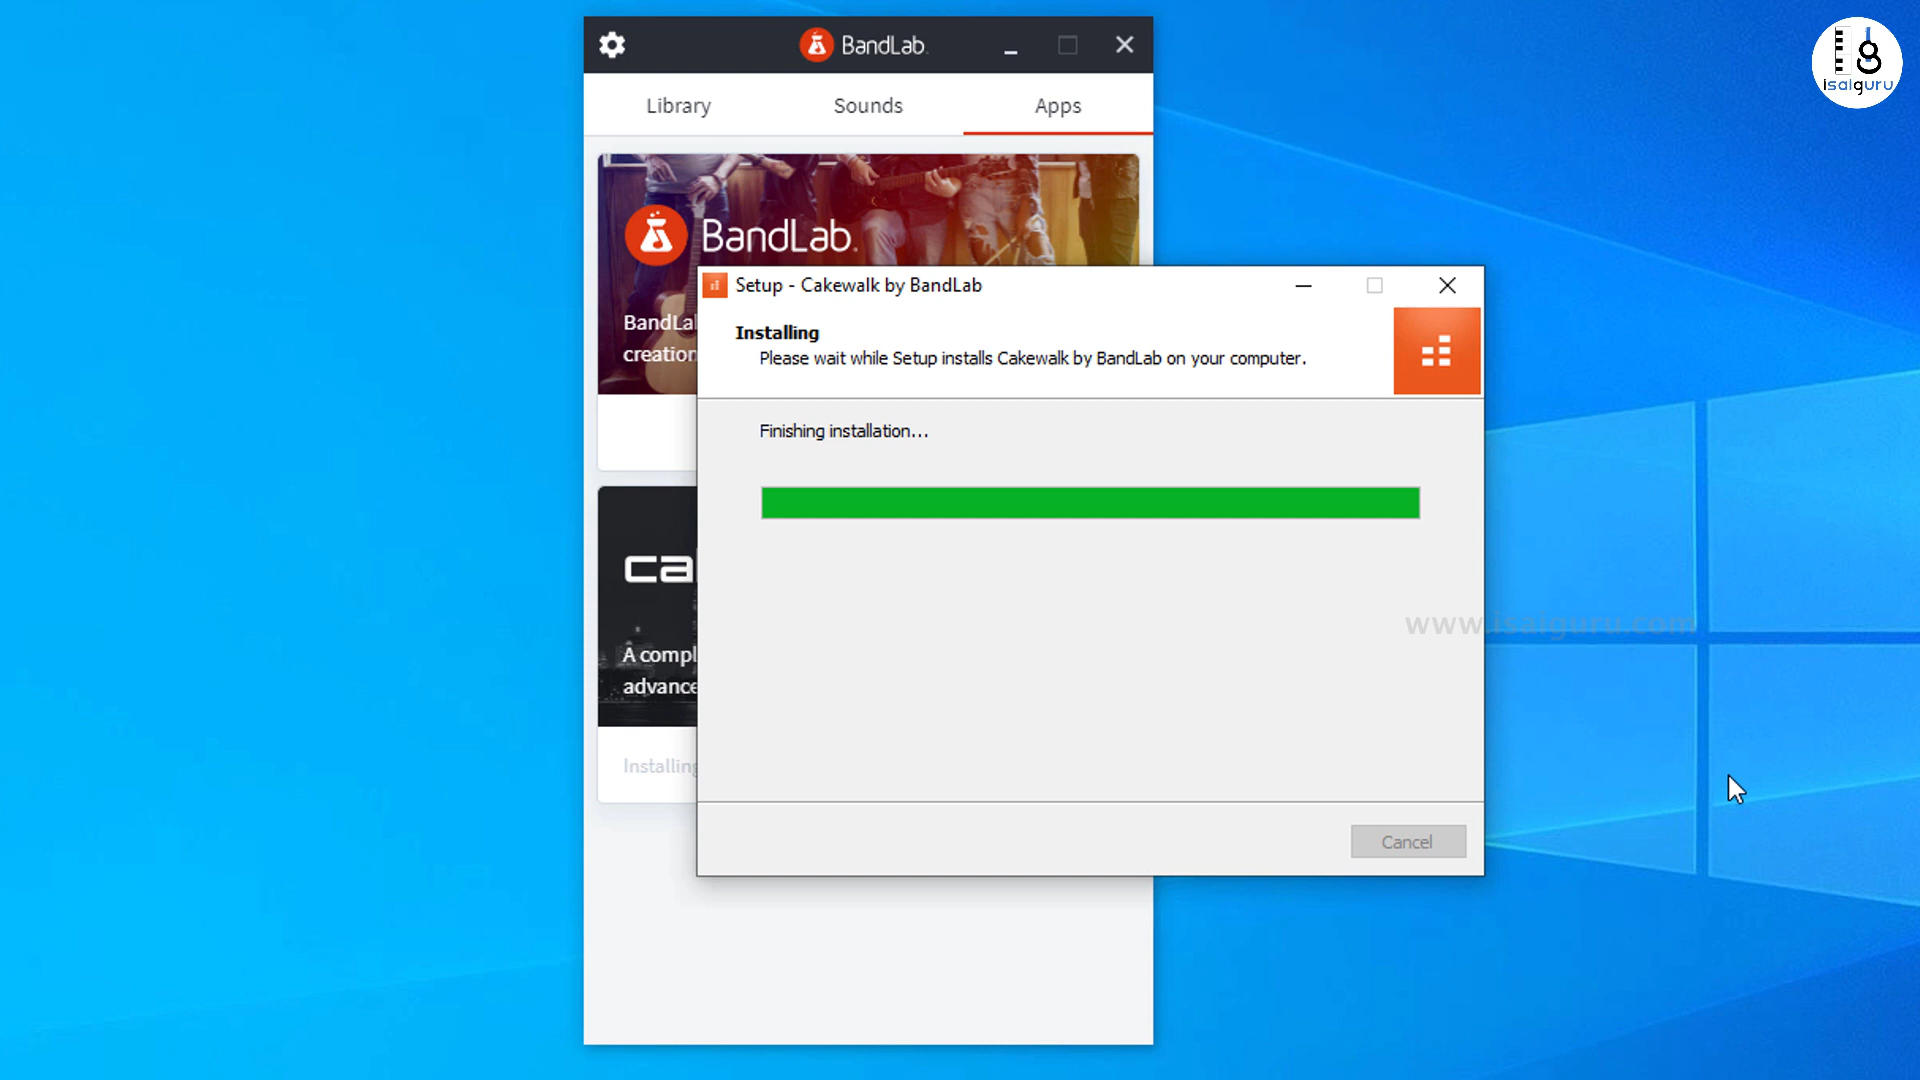 BandLab
isaiguru
Library Sounds Apps
BandLab.
Setup - Cakewalk by BandLab
Installing
Please wait while Setup installs Cakewalk by BandLab on your computer.
BandLa
creation
Finishing installation...
ca
www.isaiguru.com
A compl
advance
Installing
Cancel